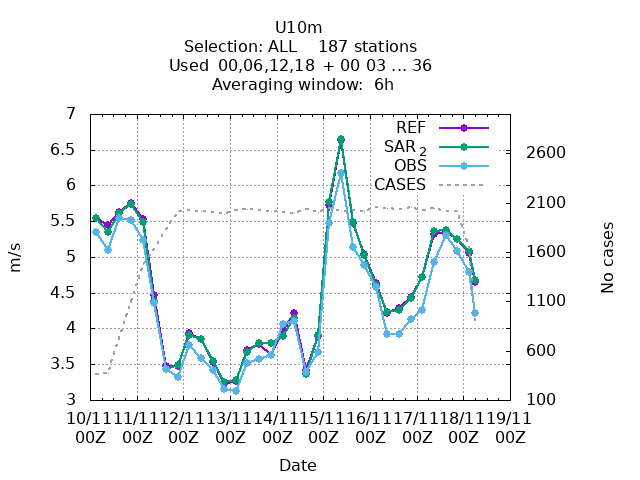 U10m
Selection: ALL 187 stations
Used 00,06,12,18 + 00 03 ... 36
Averaging window: 6h
7
6.5
6
5.5
5
4.5
4
3.5
3
m/s
REF
SAR 2
OBS
CASES
2600
2100
1600
1100
600
100
No cases
10/11 11/11 12/11 13/11 14/11 15/11 16/11 17/11 18/11 19/11
00Z 00Z 00Z 00Z 00Z 00Z 00Z 00Z 00Z 00Z
Date